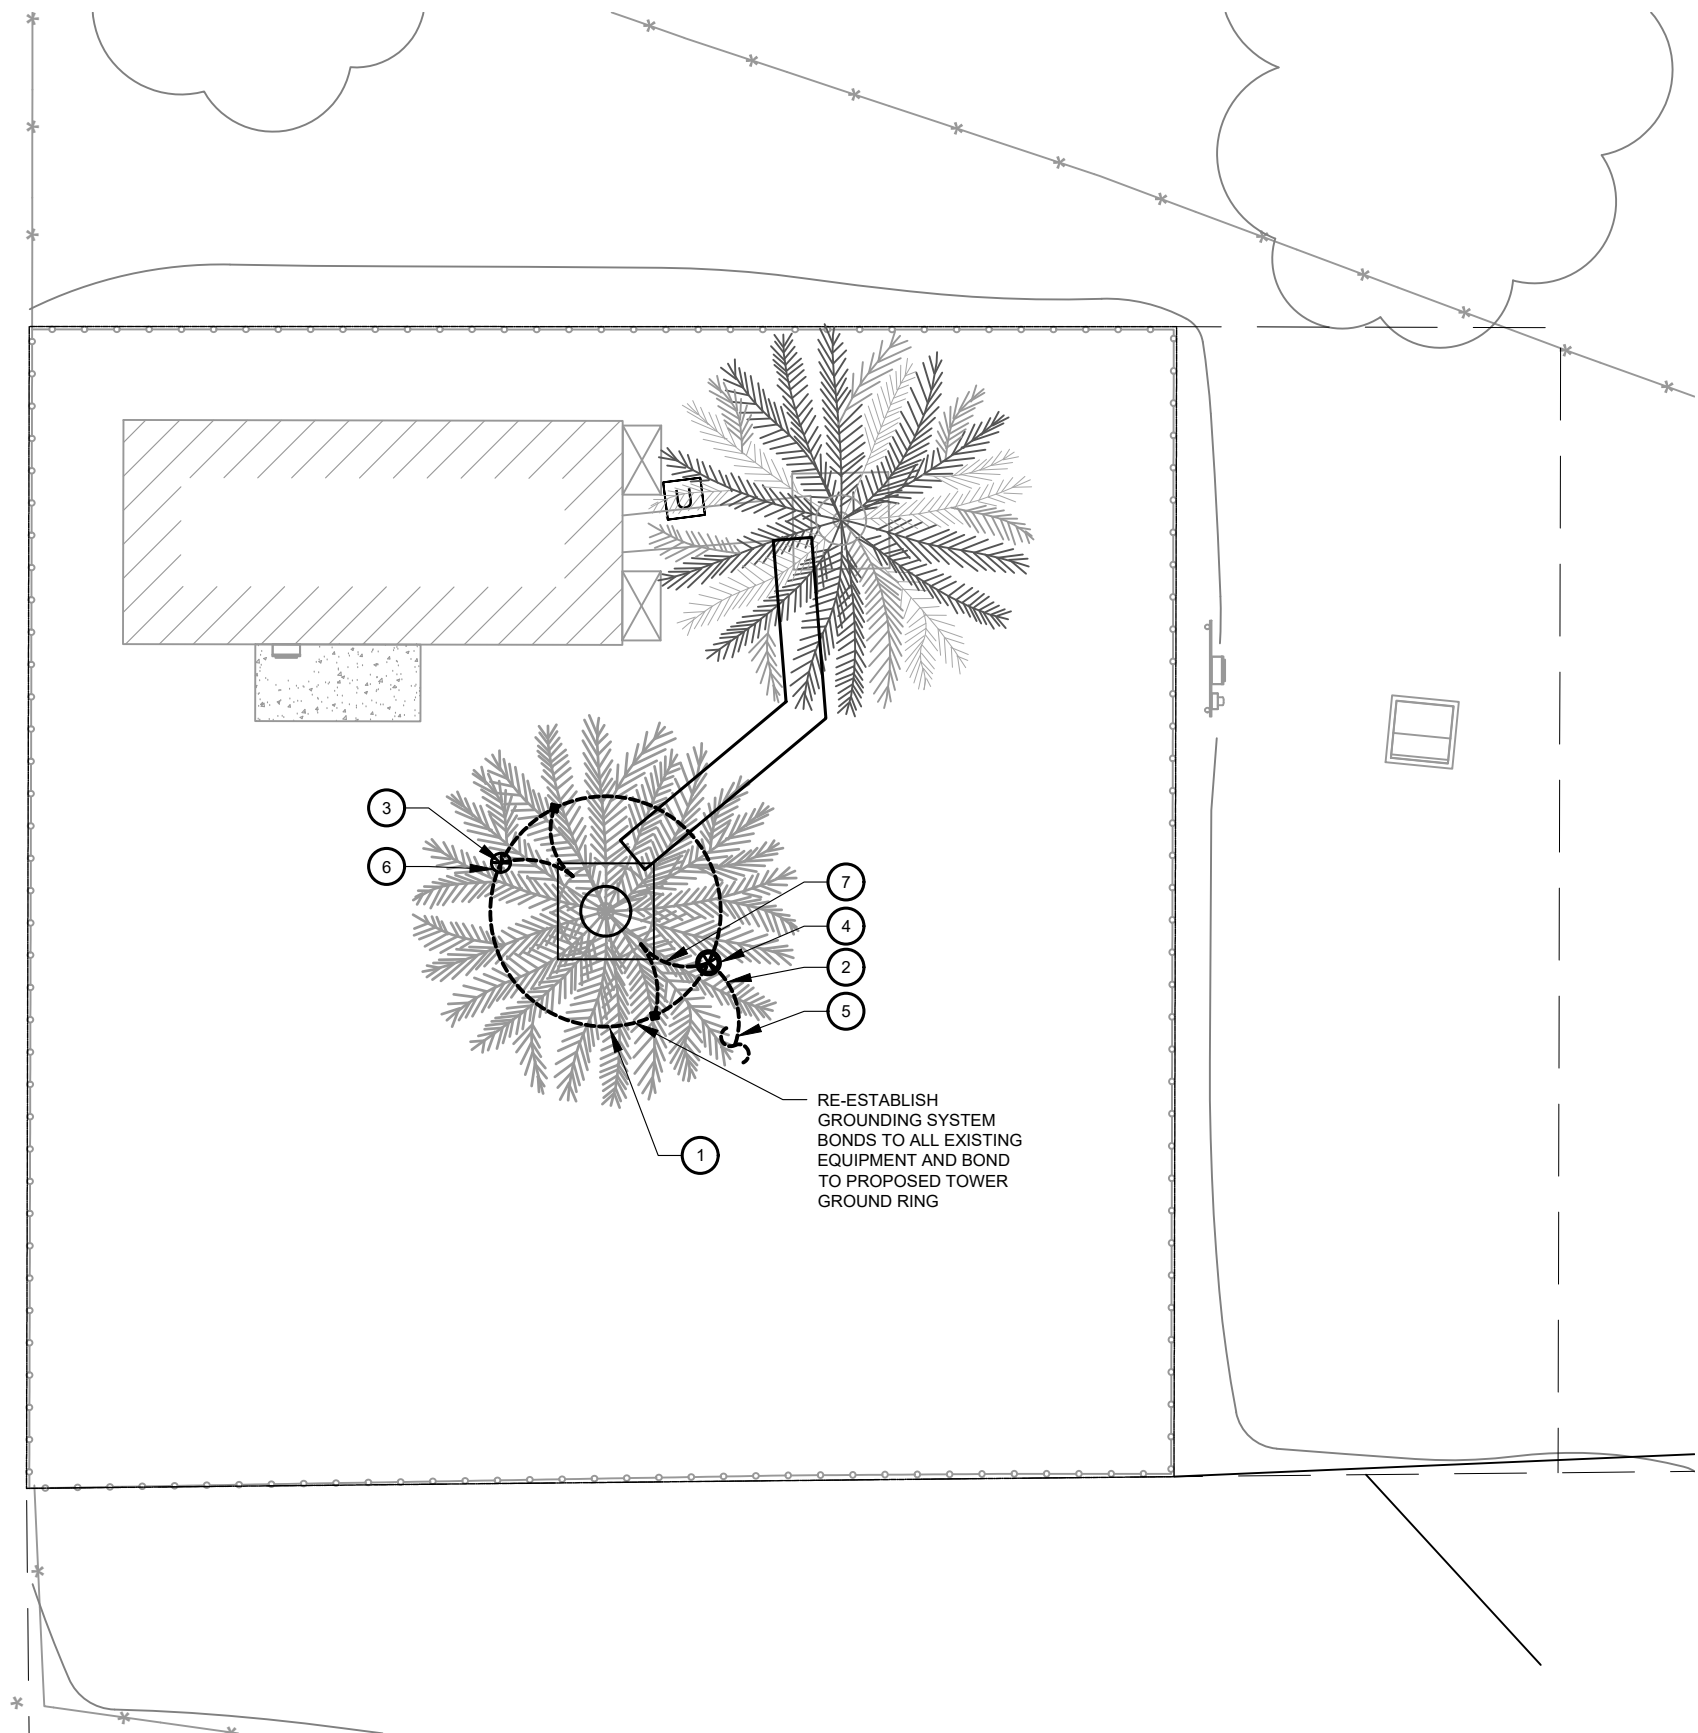 U
3
6
7
4
2
5
RE-ESTABLISH
GROUNDING SYSTEM
BONDS TO ALL EXISTING
EQUIPMENT AND BOND
TO PROPOSED TOWER
GROUND RING
1